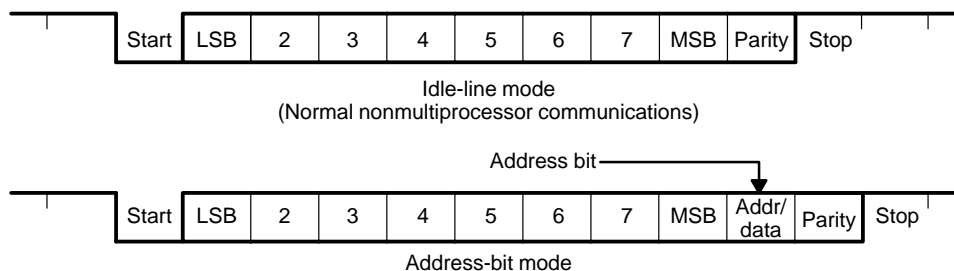 Start LSB 2 3 4 5 6 7 MSB Parity Stop
Idle-line mode
(Normal nonmultiprocessor communications)
Address bit
Start LSB 2 3 4 5 6 7 MSB Addr/ data Parity Stop
Address-bit mode